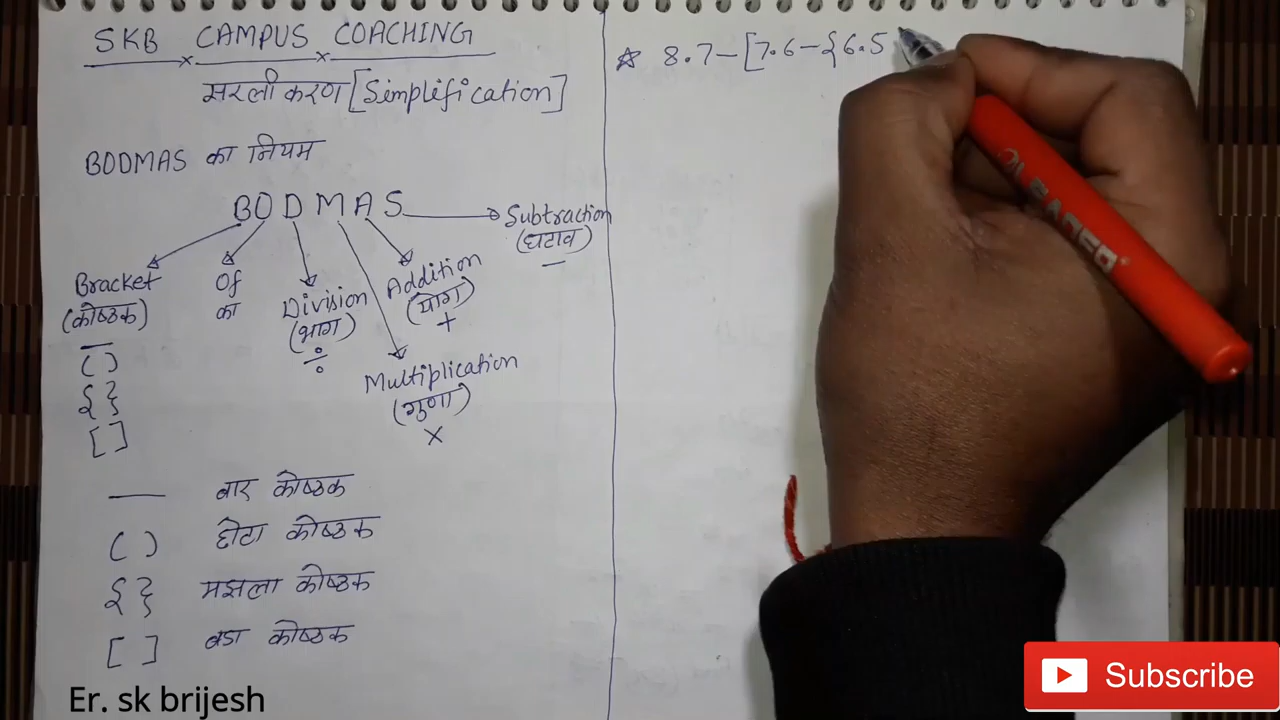 SKB CAMPUS COACHING
सरलीकरण [Simplification]
BODMAS का नियम
BODMAS
Subtraction
(घटाव)
−
Bracket
(कोष्ठक)
—
( )
{ }
[ ]
Of
का
Division
(भाग)
÷
Addition
(योग)
+
Multiplication
(गुणा)
×
— बार कोष्ठक
( ) छोटा कोष्ठक
{ } मझला कोष्ठक
[ ] बडा कोष्ठक
Er. sk brijesh
☆ 8.7-[7.6-{6.5
LEADER
Subscribe